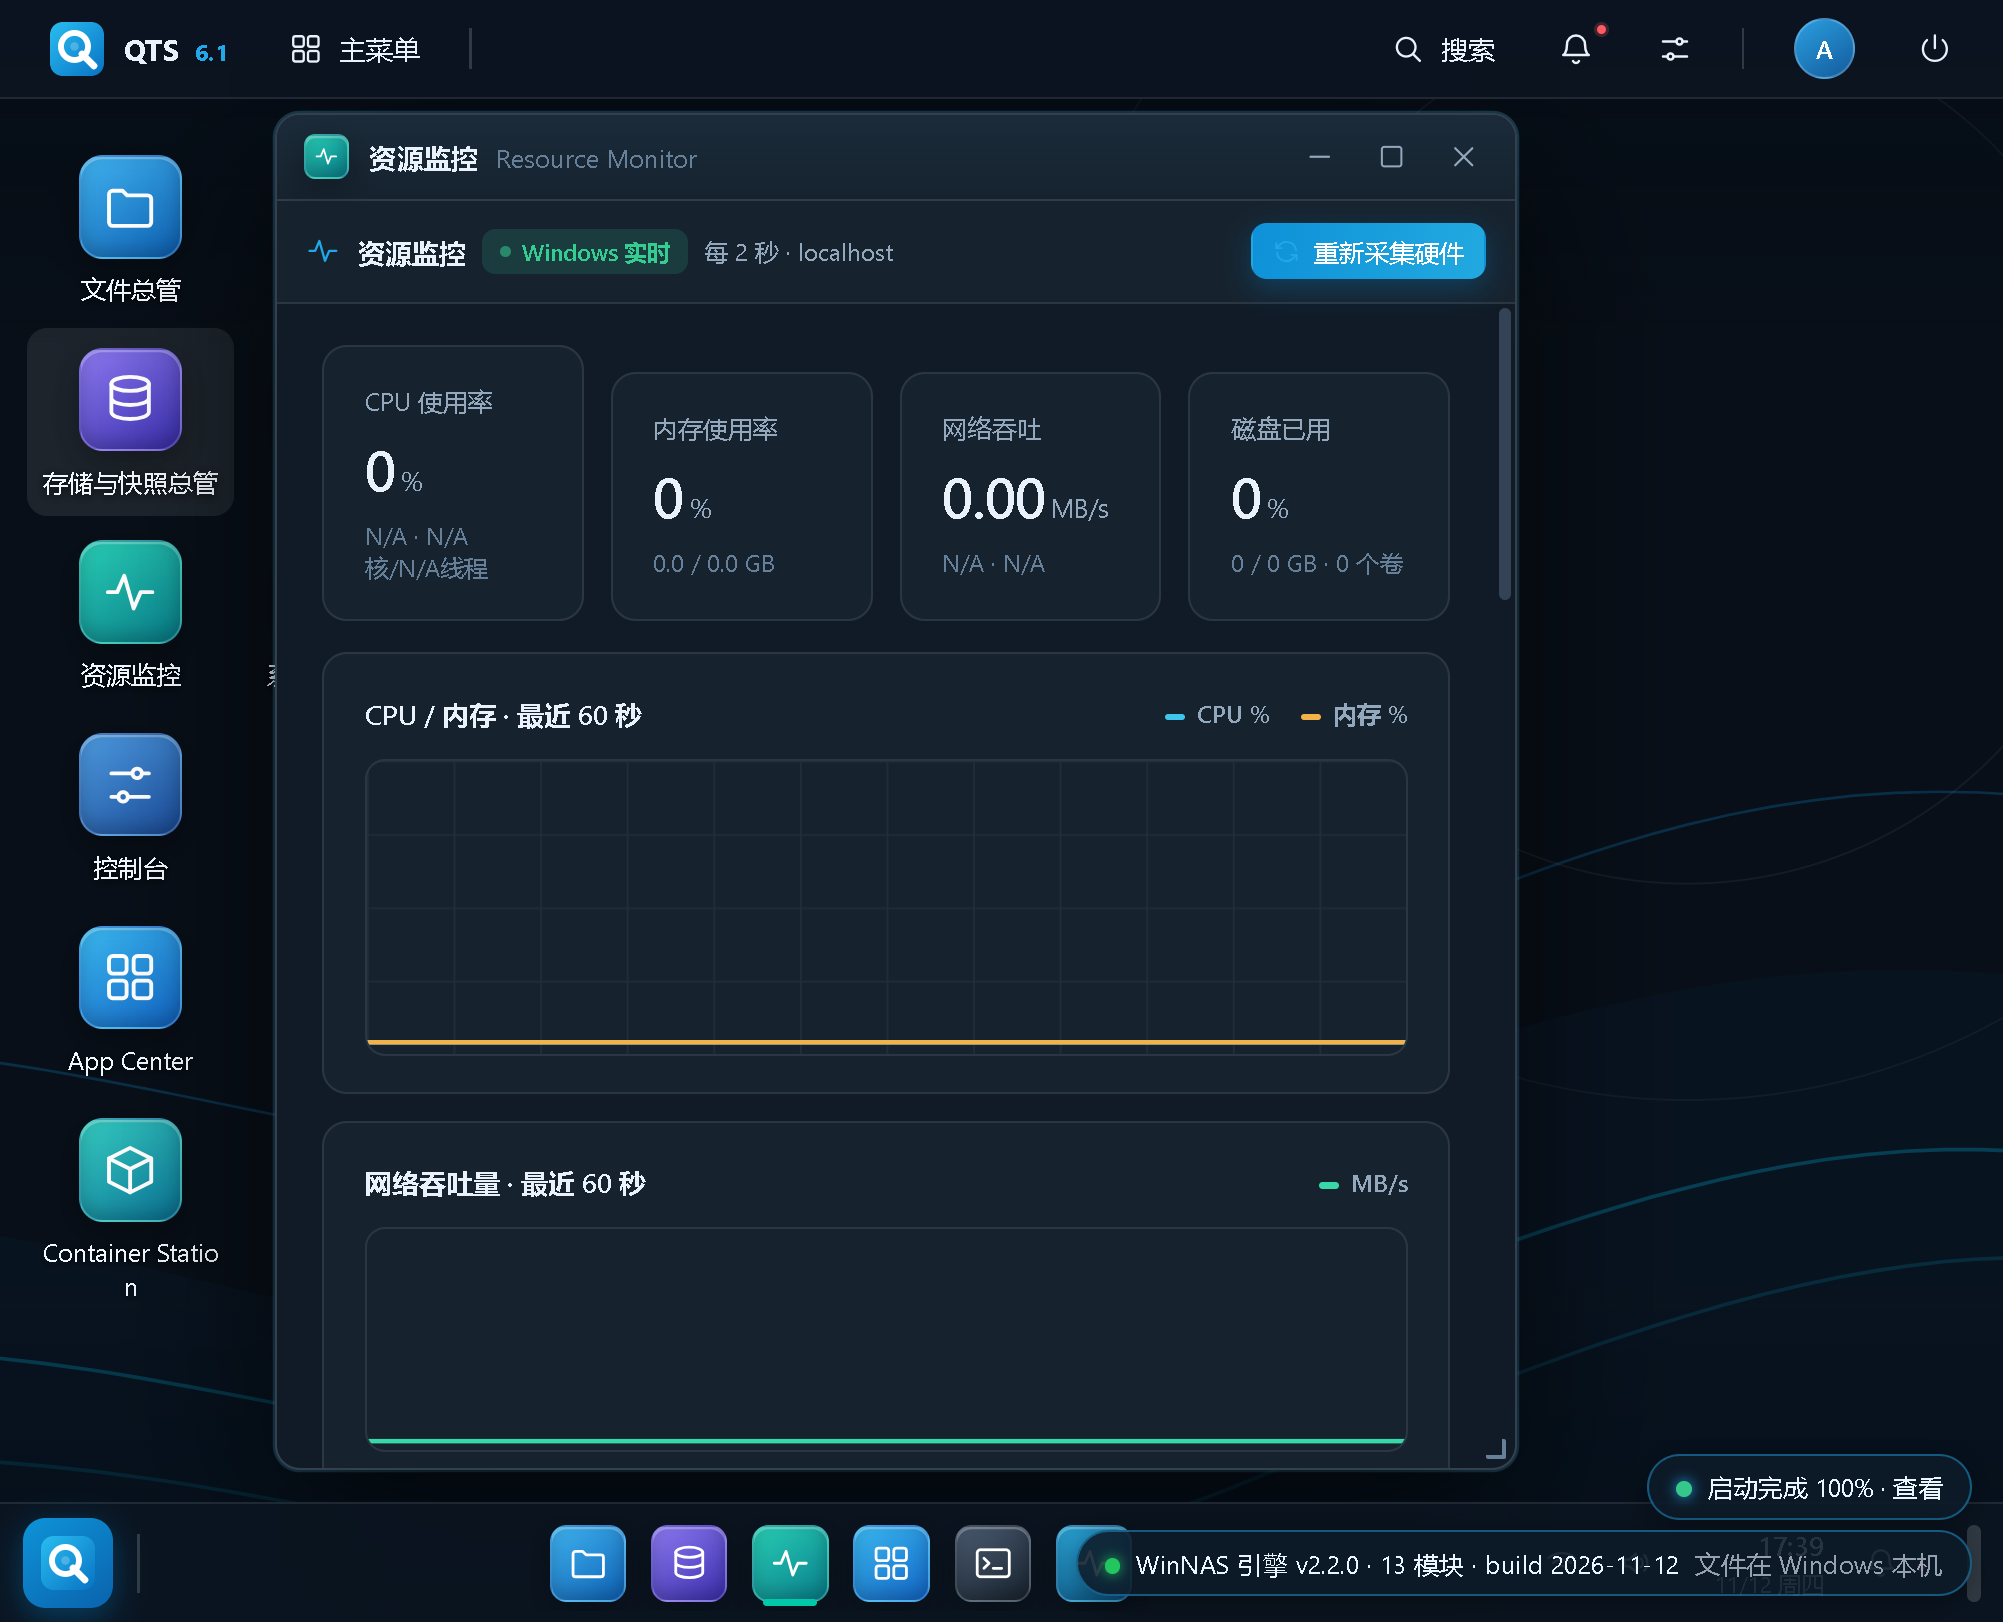 QTS 6.1
主菜单
搜索
A
文件总管
存储与快照总管
资源监控
控制台
App Center
Container Statio
n
资源监控 Resource Monitor
资源监控
Windows 实时
每 2 秒 · localhost
重新采集硬件
CPU 使用率
0 %
N/A · N/A
核/N/A线程
内存使用率
0 %
0.0 / 0.0 GB
网络吞吐
0.00 MB/s
N/A · N/A
磁盘已用
0 %
0 / 0 GB · 0 个卷
CPU / 内存 · 最近 60 秒
CPU %
内存 %
网络吞吐量 · 最近 60 秒
MB/s
启动完成 100% · 查看
17:39
WinNAS 引擎 v2.2.0 · 13 模块 · build 2026-11-12 文件在 Windows 本机
11/12 周四